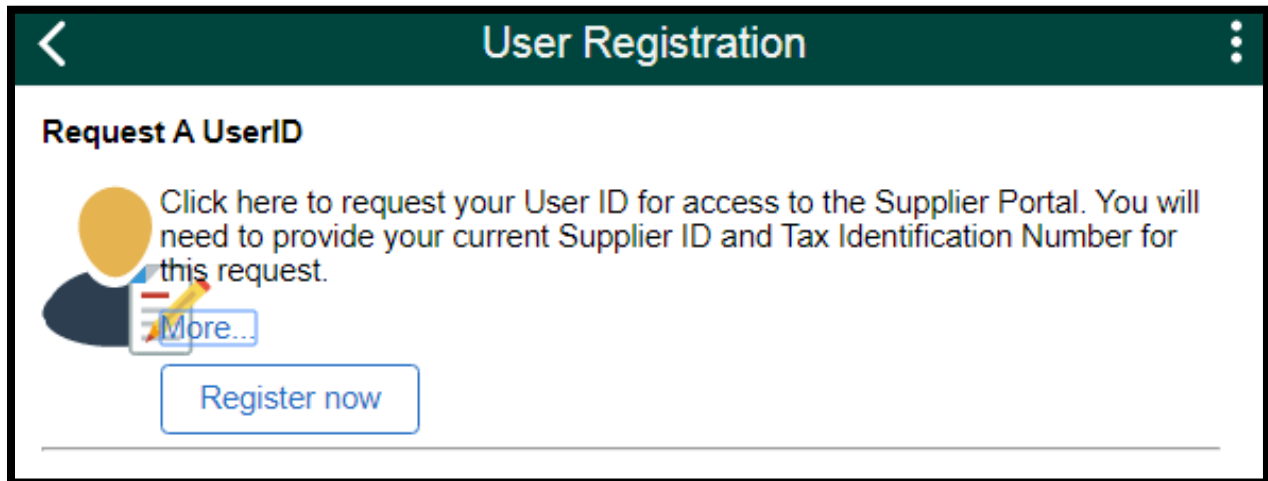 User Registration
Request A UserID
Click here to request your User ID for access to the Supplier Portal. You will
need to provide your current Supplier ID and Tax Identification Number for
this request.
More...
Register now